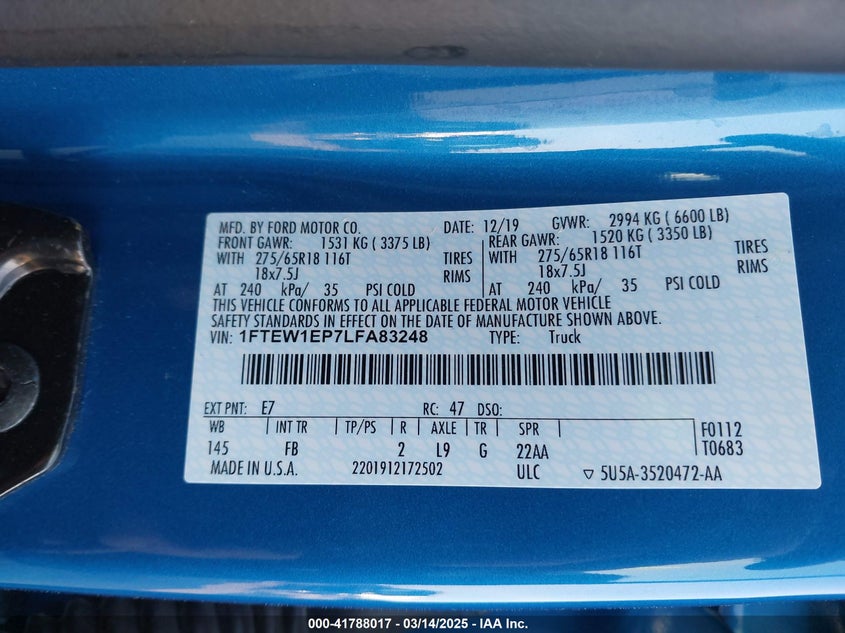 MFD. BY FORD MOTOR CO. DATE: 12/19 GVWR: 2994 KG ( 6600 LB)
FRONT GAWR: 1531 KG ( 3375 LB) REAR GAWR: 1520 KG ( 3350 LB)
WITH 275/65R18 116T TIRES WITH 275/65R18 116T TIRES
18x7.5J RIMS 18x7.5J RIMS
AT 240 kPa/ 35 PSI COLD AT 240 kPa/ 35 PSI COLD
THIS VEHICLE CONFORMS TO ALL APPLICABLE FEDERAL MOTOR VEHICLE
SAFETY STANDARDS IN EFFECT ON THE DATE OF MANUFACTURE SHOWN ABOVE.
VIN: 1FTEW1EP7LFA83248 TYPE: Truck
EXT PNT: E7 RC: 47 DSO:
WB INT TR TP/PS R AXLE TR SPR F0112
145 FB 2 L9 G 22AA T0683
MADE IN U.S.A. 2201912172502 ULC ▽ 5U5A-3520472-AA
000-41788017 - 03/14/2025 - IAA Inc.